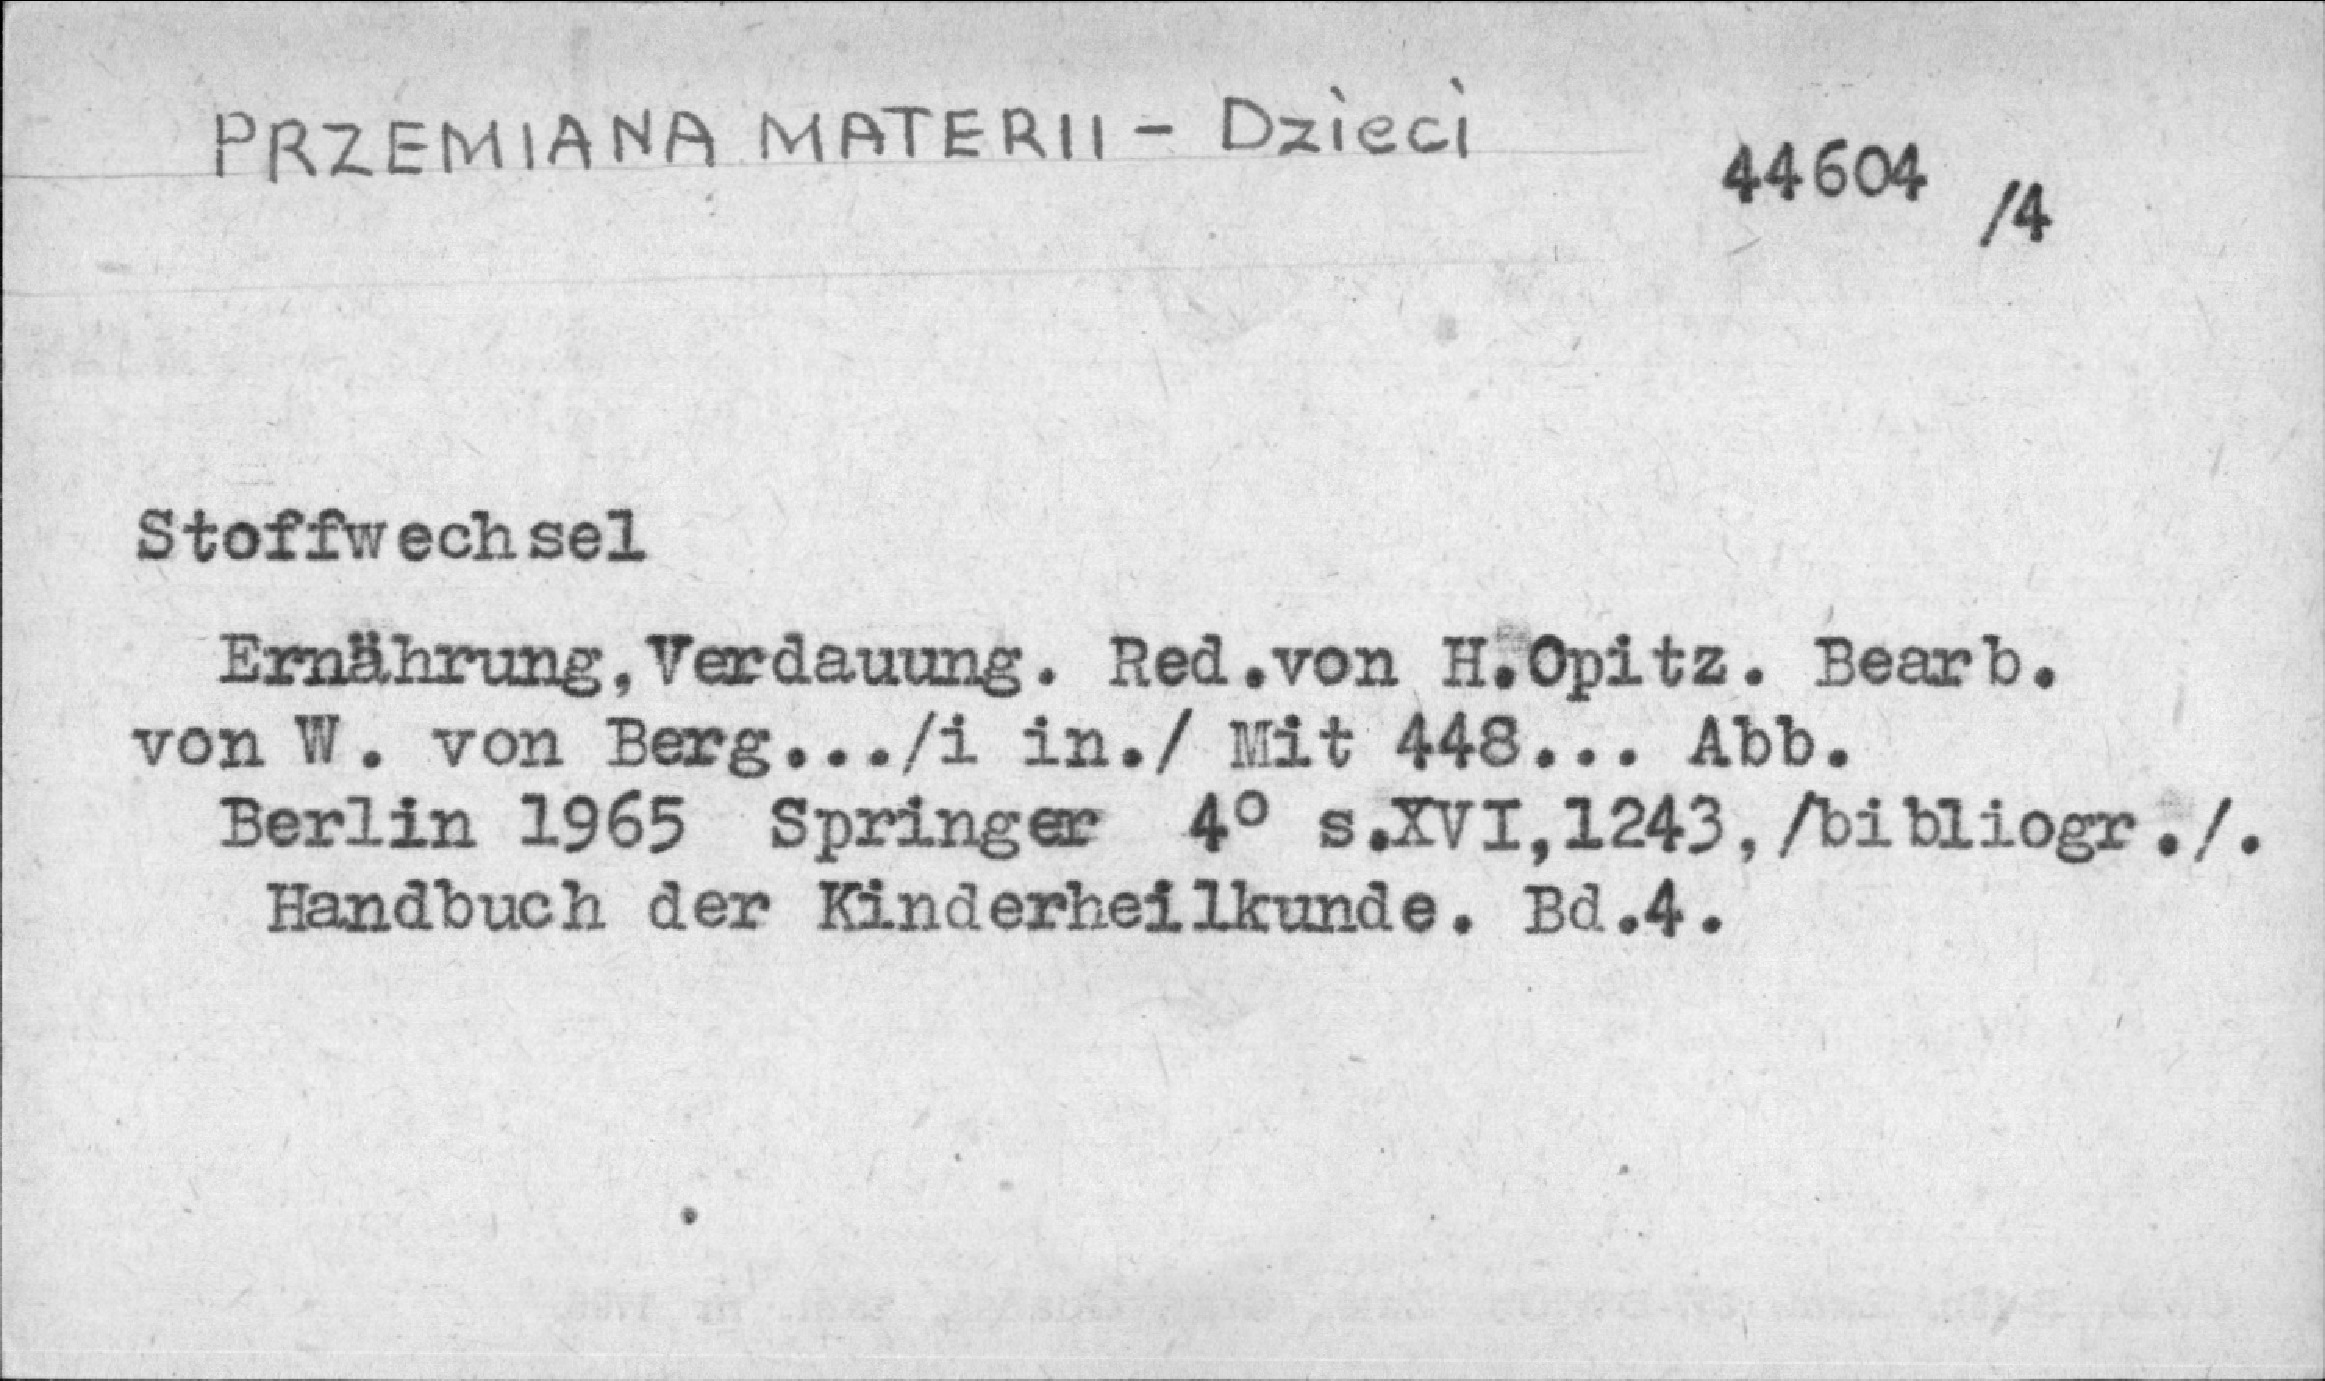 PRZEMIANA MATERII - Dzieci
44604 /4
Stoffwechsel
Ernährung,Verdauung. Red.von H.Opitz. Bearb.
von W. von Berg.../i in./ Mit 448... Abb.
Berlin 1965 Springer 4° s.XVI,1243,/bibliogr./.
Handbuch der Kinderheilkunde. Bd.4.